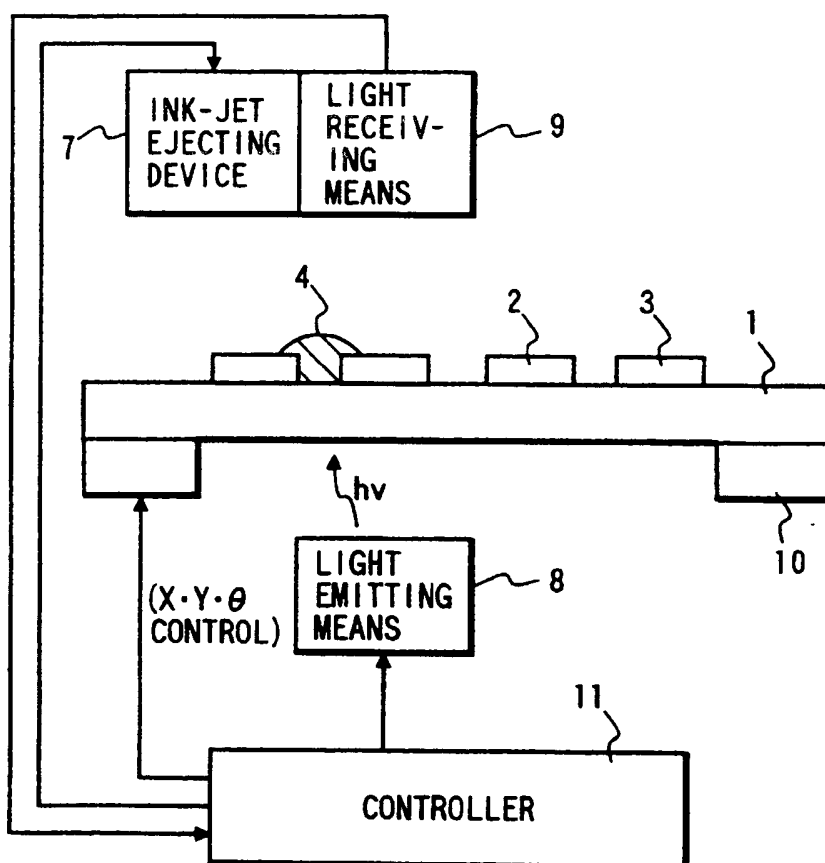 INK-JET
EJECTING
DEVICE
LIGHT
RECEIV-
ING
MEANS
7
9
4
2
3
1
hν
10
LIGHT
EMITTING
MEANS
8
(X·Y·θ
CONTROL)
11
CONTROLLER